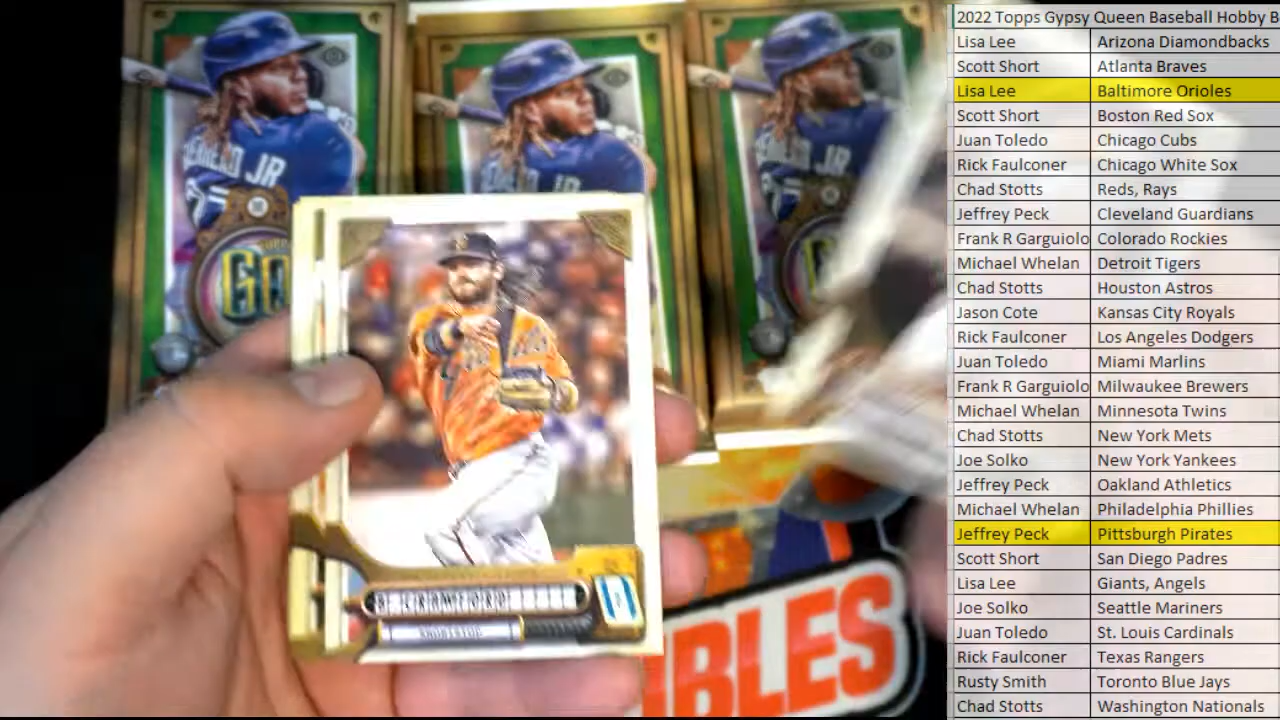 2022 Topps Gypsy Queen Baseball Hobby B
Lisa Lee Arizona Diamondbacks
Scott Short Atlanta Braves
Lisa Lee Baltimore Orioles
Scott Short Boston Red Sox
Juan Toledo Chicago Cubs
Rick Faulconer Chicago White Sox
Chad Stotts Reds, Rays
Jeffrey Peck Cleveland Guardians
Frank R Garguiolo Colorado Rockies
Michael Whelan Detroit Tigers
Chad Stotts Houston Astros
Jason Cote Kansas City Royals
Rick Faulconer Los Angeles Dodgers
Juan Toledo Miami Marlins
Frank R Garguiolo Milwaukee Brewers
Michael Whelan Minnesota Twins
Chad Stotts New York Mets
Joe Solko New York Yankees
Jeffrey Peck Oakland Athletics
Michael Whelan Philadelphia Phillies
Jeffrey Peck Pittsburgh Pirates
Scott Short San Diego Padres
Lisa Lee Giants, Angels
Joe Solko Seattle Mariners
Juan Toledo St. Louis Cardinals
Rick Faulconer Texas Rangers
Rusty Smith Toronto Blue Jays
Chad Stotts Washington Nationals
IBLES